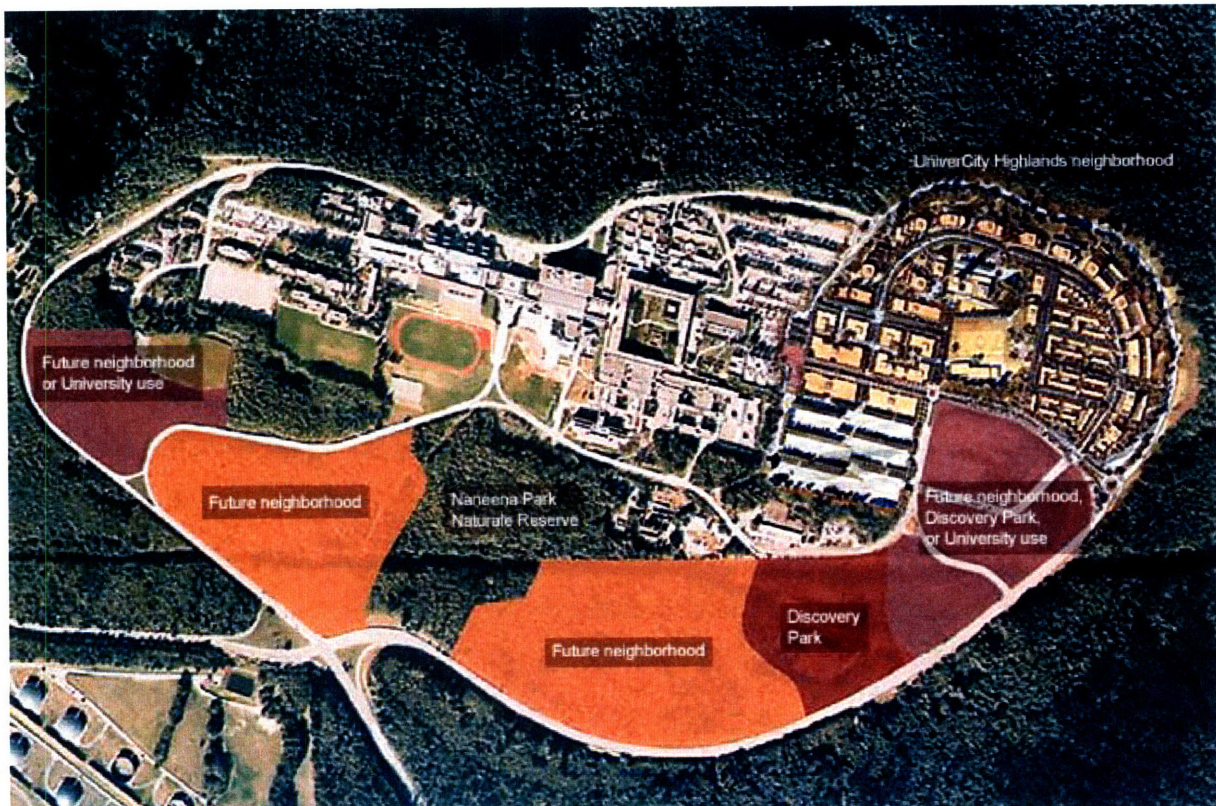 UniverCity Highlands neighborhood
Future neighborhood
or University use
Future neighborhood
Naneena Park
Naturale Reserve
Future neighborhood,
Discovery Park,
or University use
Discovery
Park
Future neighborhood